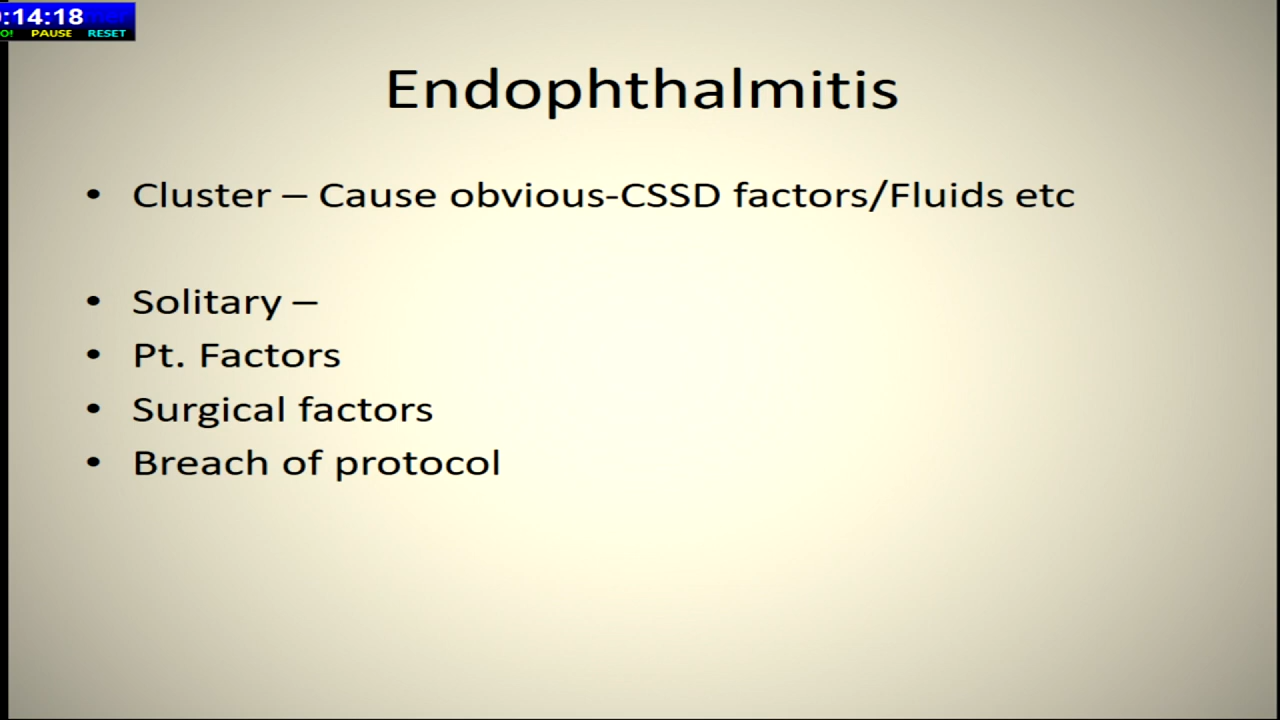 :14:18
O! PAUSE RESET
Endophthalmitis
• Cluster – Cause obvious-CSSD factors/Fluids etc
• Solitary –
• Pt. Factors
• Surgical factors
• Breach of protocol